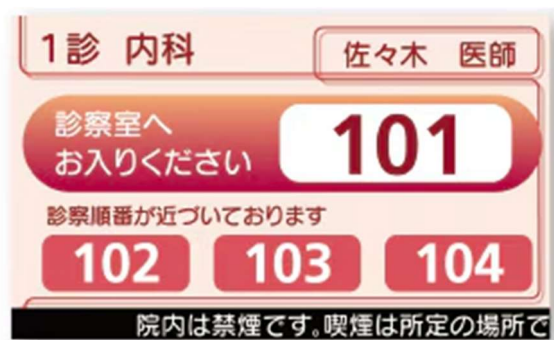 1診 内科
佐々木 医師
診察室へ
お入りください
101
診察順番が近づいております
102 103 104
院内は禁煙です。喫煙は所定の場所で